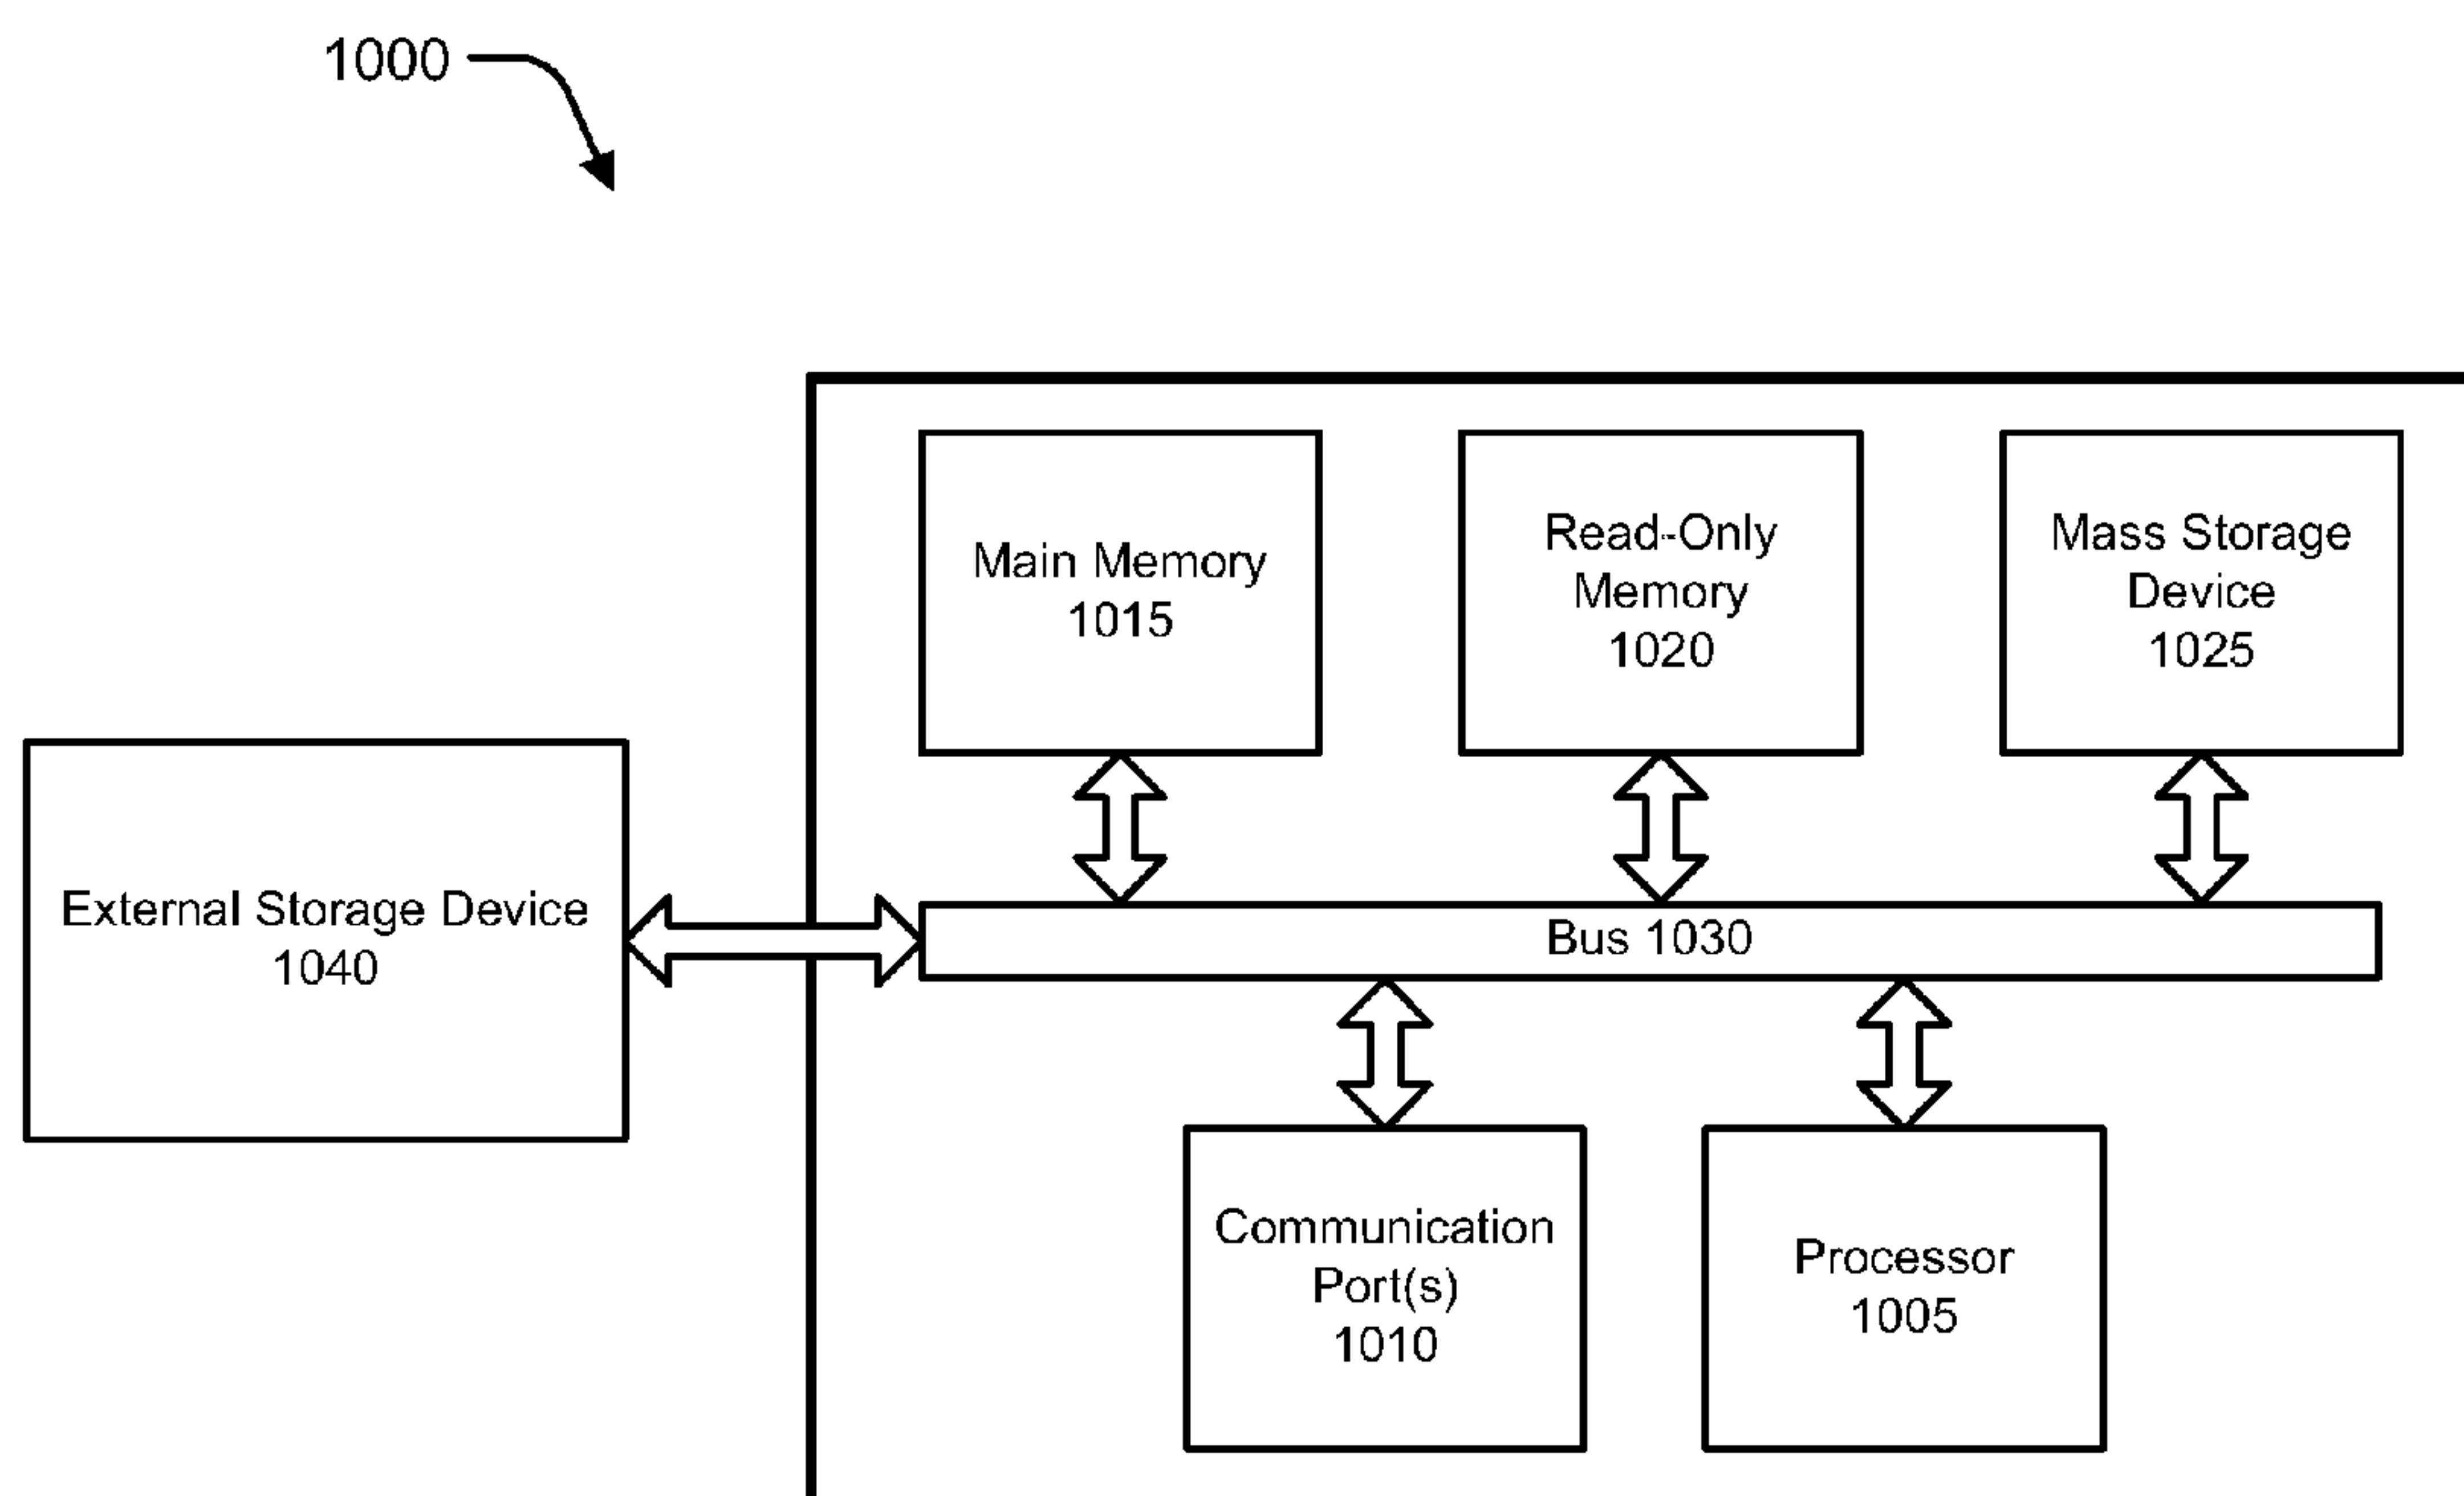 1000
Main Memory
1015
Read-Only
Memory
1020
Mass Storage
Device
1025
External Storage Device
1040
Bus 1030
Communication
Port(s)
1010
Processor
1005